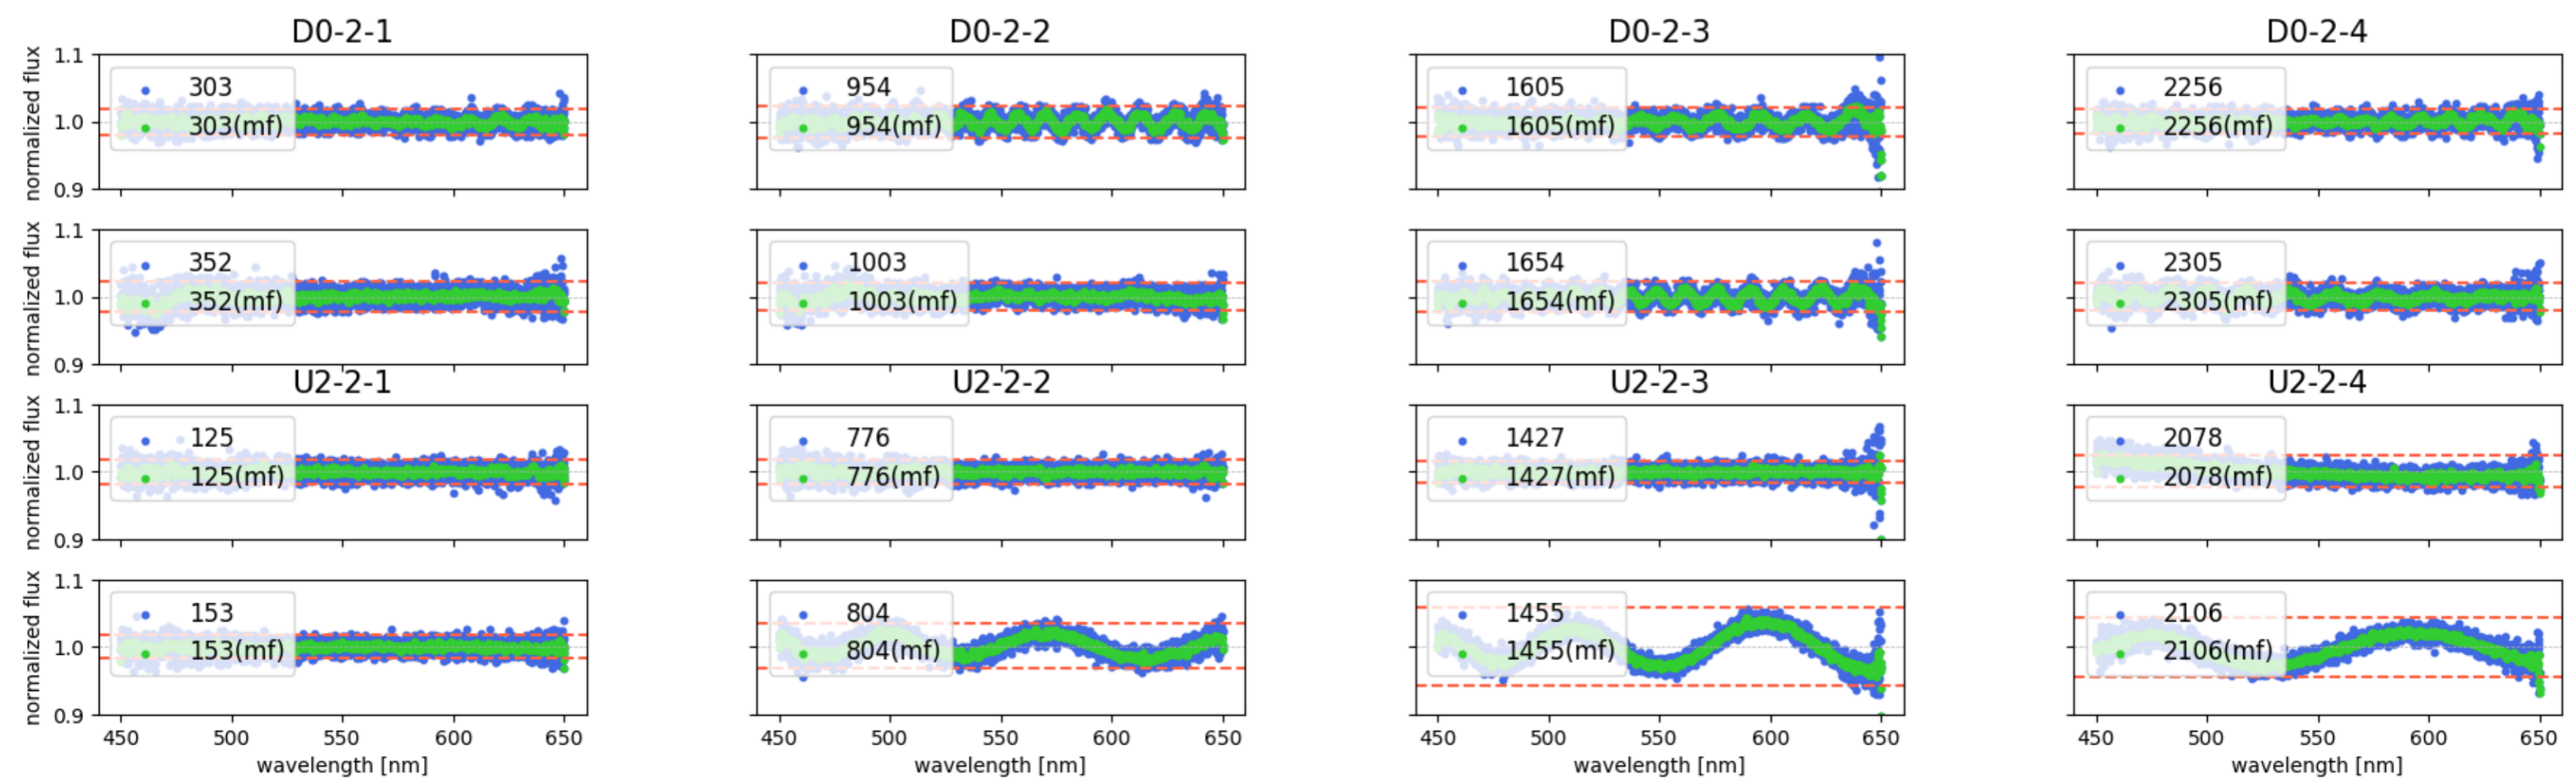 D0-2-1 D0-2-2 D0-2-3 D0-2-4
normalized flux
1.1
1.0
0.9
303
303(mf)
954
954(mf)
1605
1605(mf)
2256
2256(mf)
normalized flux
1.1
1.0
0.9
352
352(mf)
1003
1003(mf)
1654
1654(mf)
2305
2305(mf)
U2-2-1 U2-2-2 U2-2-3 U2-2-4
normalized flux
1.1
1.0
0.9
125
125(mf)
776
776(mf)
1427
1427(mf)
2078
2078(mf)
normalized flux
1.1
1.0
0.9
153
153(mf)
804
804(mf)
1455
1455(mf)
2106
2106(mf)
450 500 550 600 650 450 500 550 600 650 450 500 550 600 650 450 500 550 600 650
wavelength [nm] wavelength [nm] wavelength [nm] wavelength [nm]